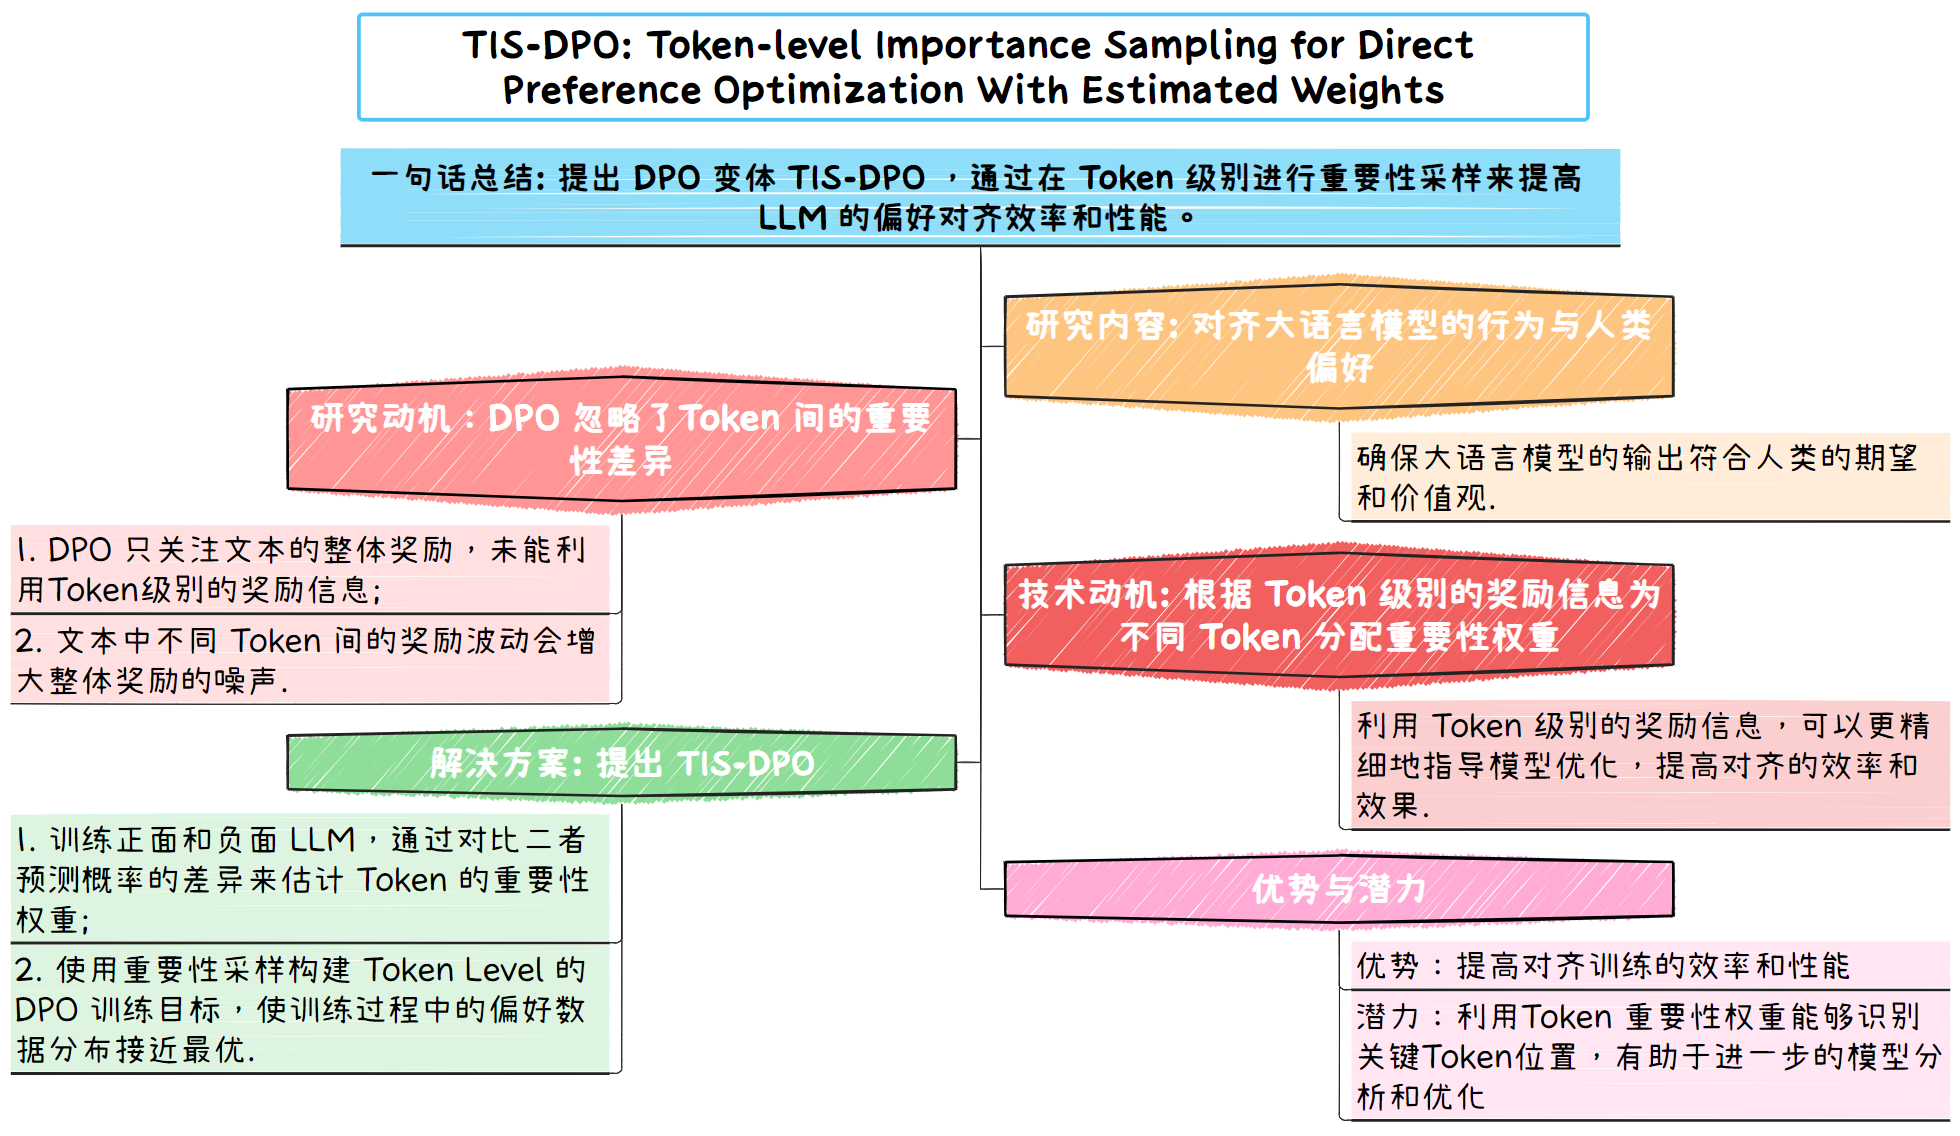 TIS-DPO: Token-level Importance Sampling for Direct
Preference Optimization With Estimated Weights
一句话总结: 提出 DPO 变体 TIS-DPO ，通过在 Token 级别进行重要性采样来提高
LLM 的偏好对齐效率和性能。
研究内容: 对齐大语言模型的行为与人类
偏好
确保大语言模型的输出符合人类的期望
和价值观.
研究动机：DPO 忽略了Token 间的重要
性差异
1. DPO 只关注文本的整体奖励，未能利
用Token级别的奖励信息;
2. 文本中不同 Token 间的奖励波动会增
大整体奖励的噪声.
技术动机: 根据 Token 级别的奖励信息为
不同 Token 分配重要性权重
利用 Token 级别的奖励信息，可以更精
细地指导模型优化，提高对齐的效率和
效果.
解决方案: 提出 TIS-DPO
1. 训练正面和负面 LLM，通过对比二者
预测概率的差异来估计 Token 的重要性
权重;
2. 使用重要性采样构建 Token Level 的
DPO 训练目标，使训练过程中的偏好数
据分布接近最优.
优势与潜力
优势：提高对齐训练的效率和性能
潜力：利用Token 重要性权重能够识别
关键Token位置，有助于进一步的模型分
析和优化